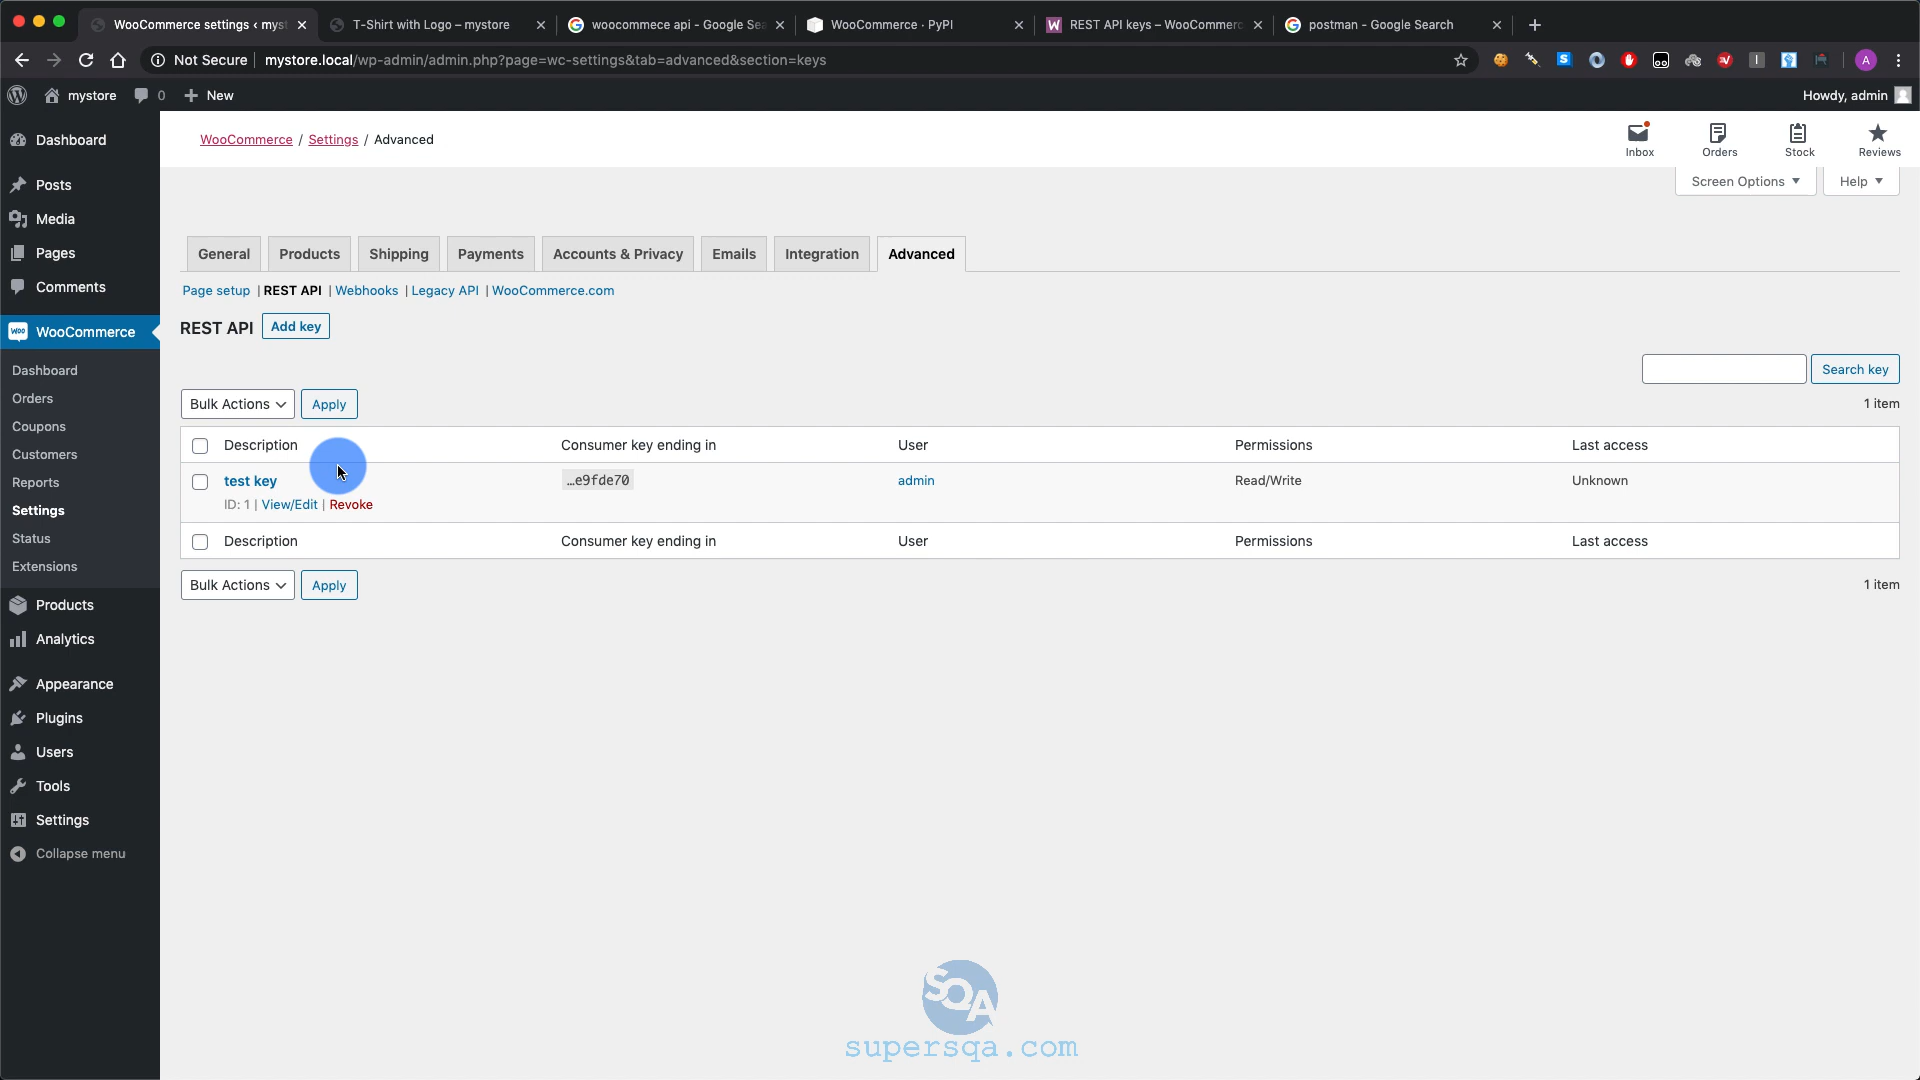 WooCommerce settings ‹ myst
T-Shirt with Logo – mystore
woocommece api - Google Sea
WooCommerce · PyPI
REST API keys – WooCommerc
postman - Google Search
Not Secure
mystore.local/wp-admin/admin.php?page=wc-settings&tab=advanced&section=keys
A
mystore
0
New
Howdy, admin
Dashboard
Posts
Media
Pages
Comments
WooCommerce
Dashboard
Orders
Coupons
Customers
Reports
Settings
Status
Extensions
Products
Analytics
Appearance
Plugins
Users
Tools
Settings
Collapse menu
WooCommerce / Settings / Advanced
Inbox
Orders
Stock
Reviews
Screen Options
Help
General
Products
Shipping
Payments
Accounts & Privacy
Emails
Integration
Advanced
Page setup | REST API | Webhooks | Legacy API | WooCommerce.com
REST API
Add key
Search key
Bulk Actions
Apply
1 item
Description
Consumer key ending in
User
Permissions
Last access
test key
…e9fde70
admin
Read/Write
Unknown
ID: 1 | View/Edit | Revoke
Description
Consumer key ending in
User
Permissions
Last access
Bulk Actions
Apply
1 item
SQA
supersqa.com